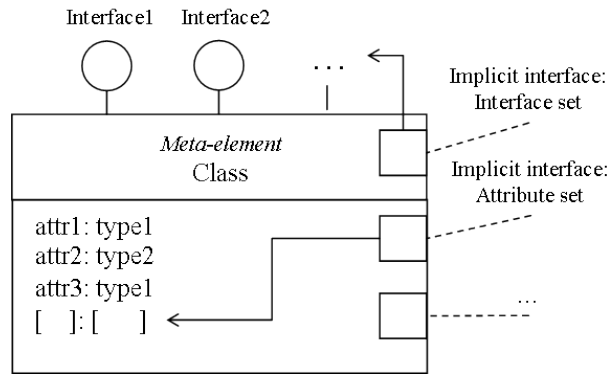 Interface1 Interface2
...
Implicit interface:
Interface set
Meta-element
Class
Implicit interface:
Attribute set
attr1: type1
attr2: type2
attr3: type1
[ ]: [ ]
...